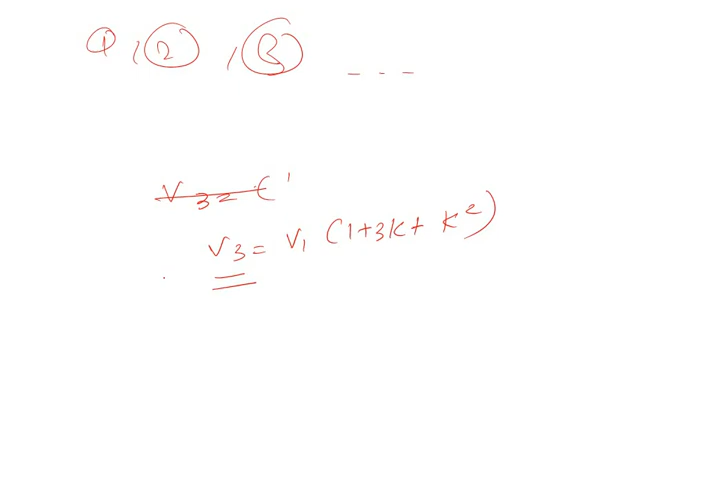 1, 2, 3 ---
V3 = V1 (1+3k+k²)